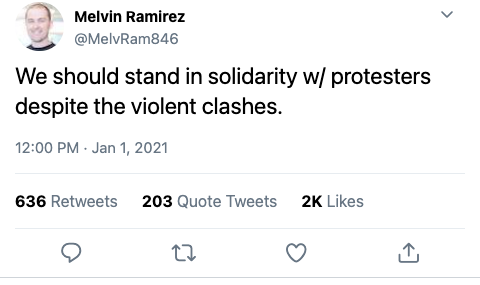 Melvin Ramirez
@MelvRam846
We should stand in solidarity w/ protesters
despite the violent clashes.
12:00 PM · Jan 1, 2021
636 Retweets 203 Quote Tweets 2K Likes